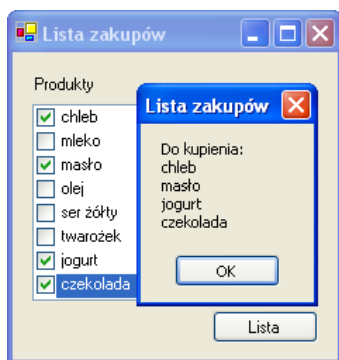 Lista zakupów
Produkty
chleb
mleko
masło
olej
ser żółty
twarożek
jogurt
czekolada
Lista zakupów
Do kupienia:
chleb
masło
jogurt
czekolada
OK
Lista